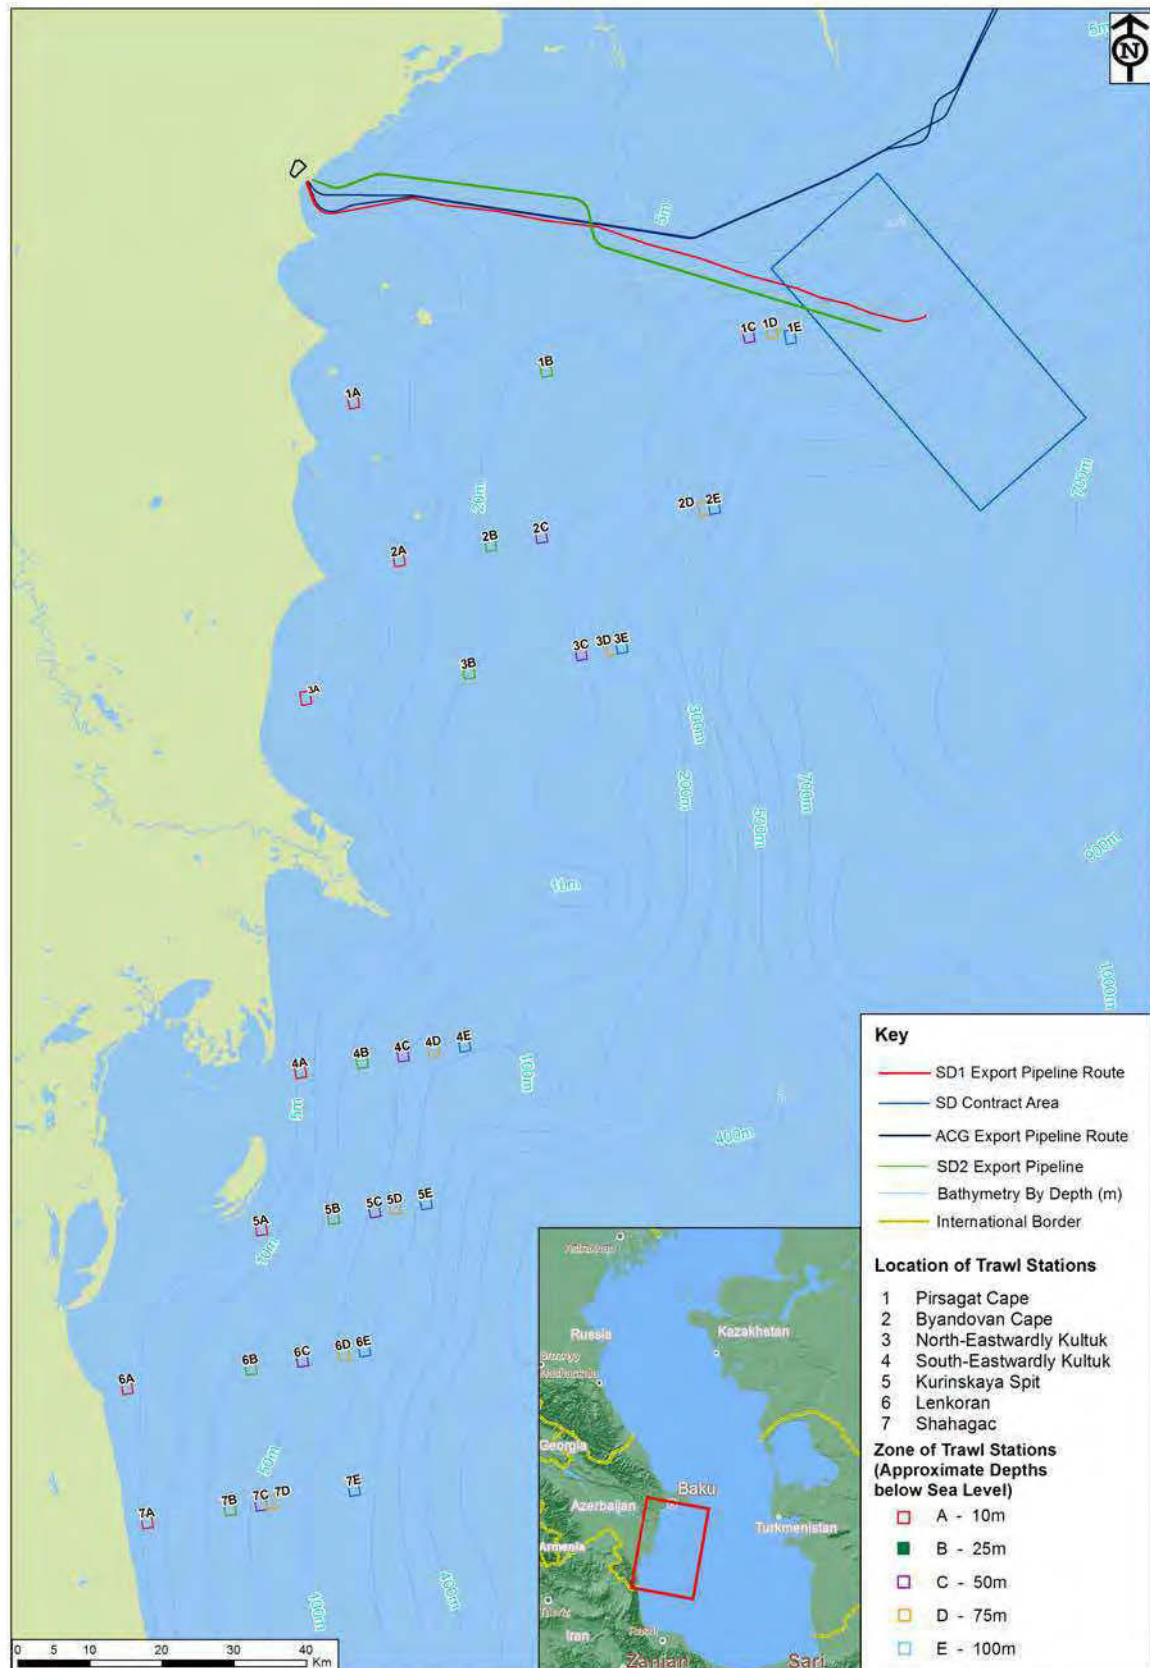 5m
N
5m
1C
1D
1E
1B
1A
700m
20m
2D
2E
2C
2B
2A
3C
3D
3E
3B
3A
300m
200m
700m
500m
900m
10m
1000m
4E
4D
4C
4B
4A
100m
5m
400m
5E
5D
5C
5B
5A
10m
6E
6D
6C
6B
6A
50m
7E
7D
7C
7B
7A
100m
400m
0 5 10 20 30 40
Km
Russia
Kazakhstan
Georgia
Azerbaijan
Baku
Turkmenistan
Armenia
Iran
Zanjan
Sari
Key
SD1 Export Pipeline Route
SD Contract Area
ACG Export Pipeline Route
SD2 Export Pipeline
Bathymetry By Depth (m)
International Border
Location of Trawl Stations
1 Pirsagat Cape
2 Byandovan Cape
3 North-Eastwardly Kultuk
4 South-Eastwardly Kultuk
5 Kurinskaya Spit
6 Lenkoran
7 Shahagac
Zone of Trawl Stations
(Approximate Depths
below Sea Level)
A - 10m
B - 25m
C - 50m
D - 75m
E - 100m